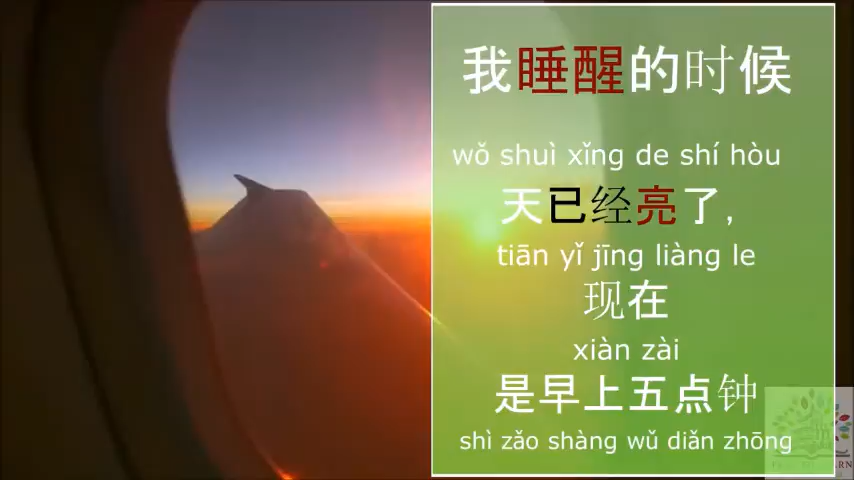 我睡醒的时候
wǒ shuì xǐng de shí hòu
天已经亮了,
tiān yǐ jīng liàng le
现在
xiàn zài
是早上五点钟
shì zǎo shàng wǔ diǎn zhōng